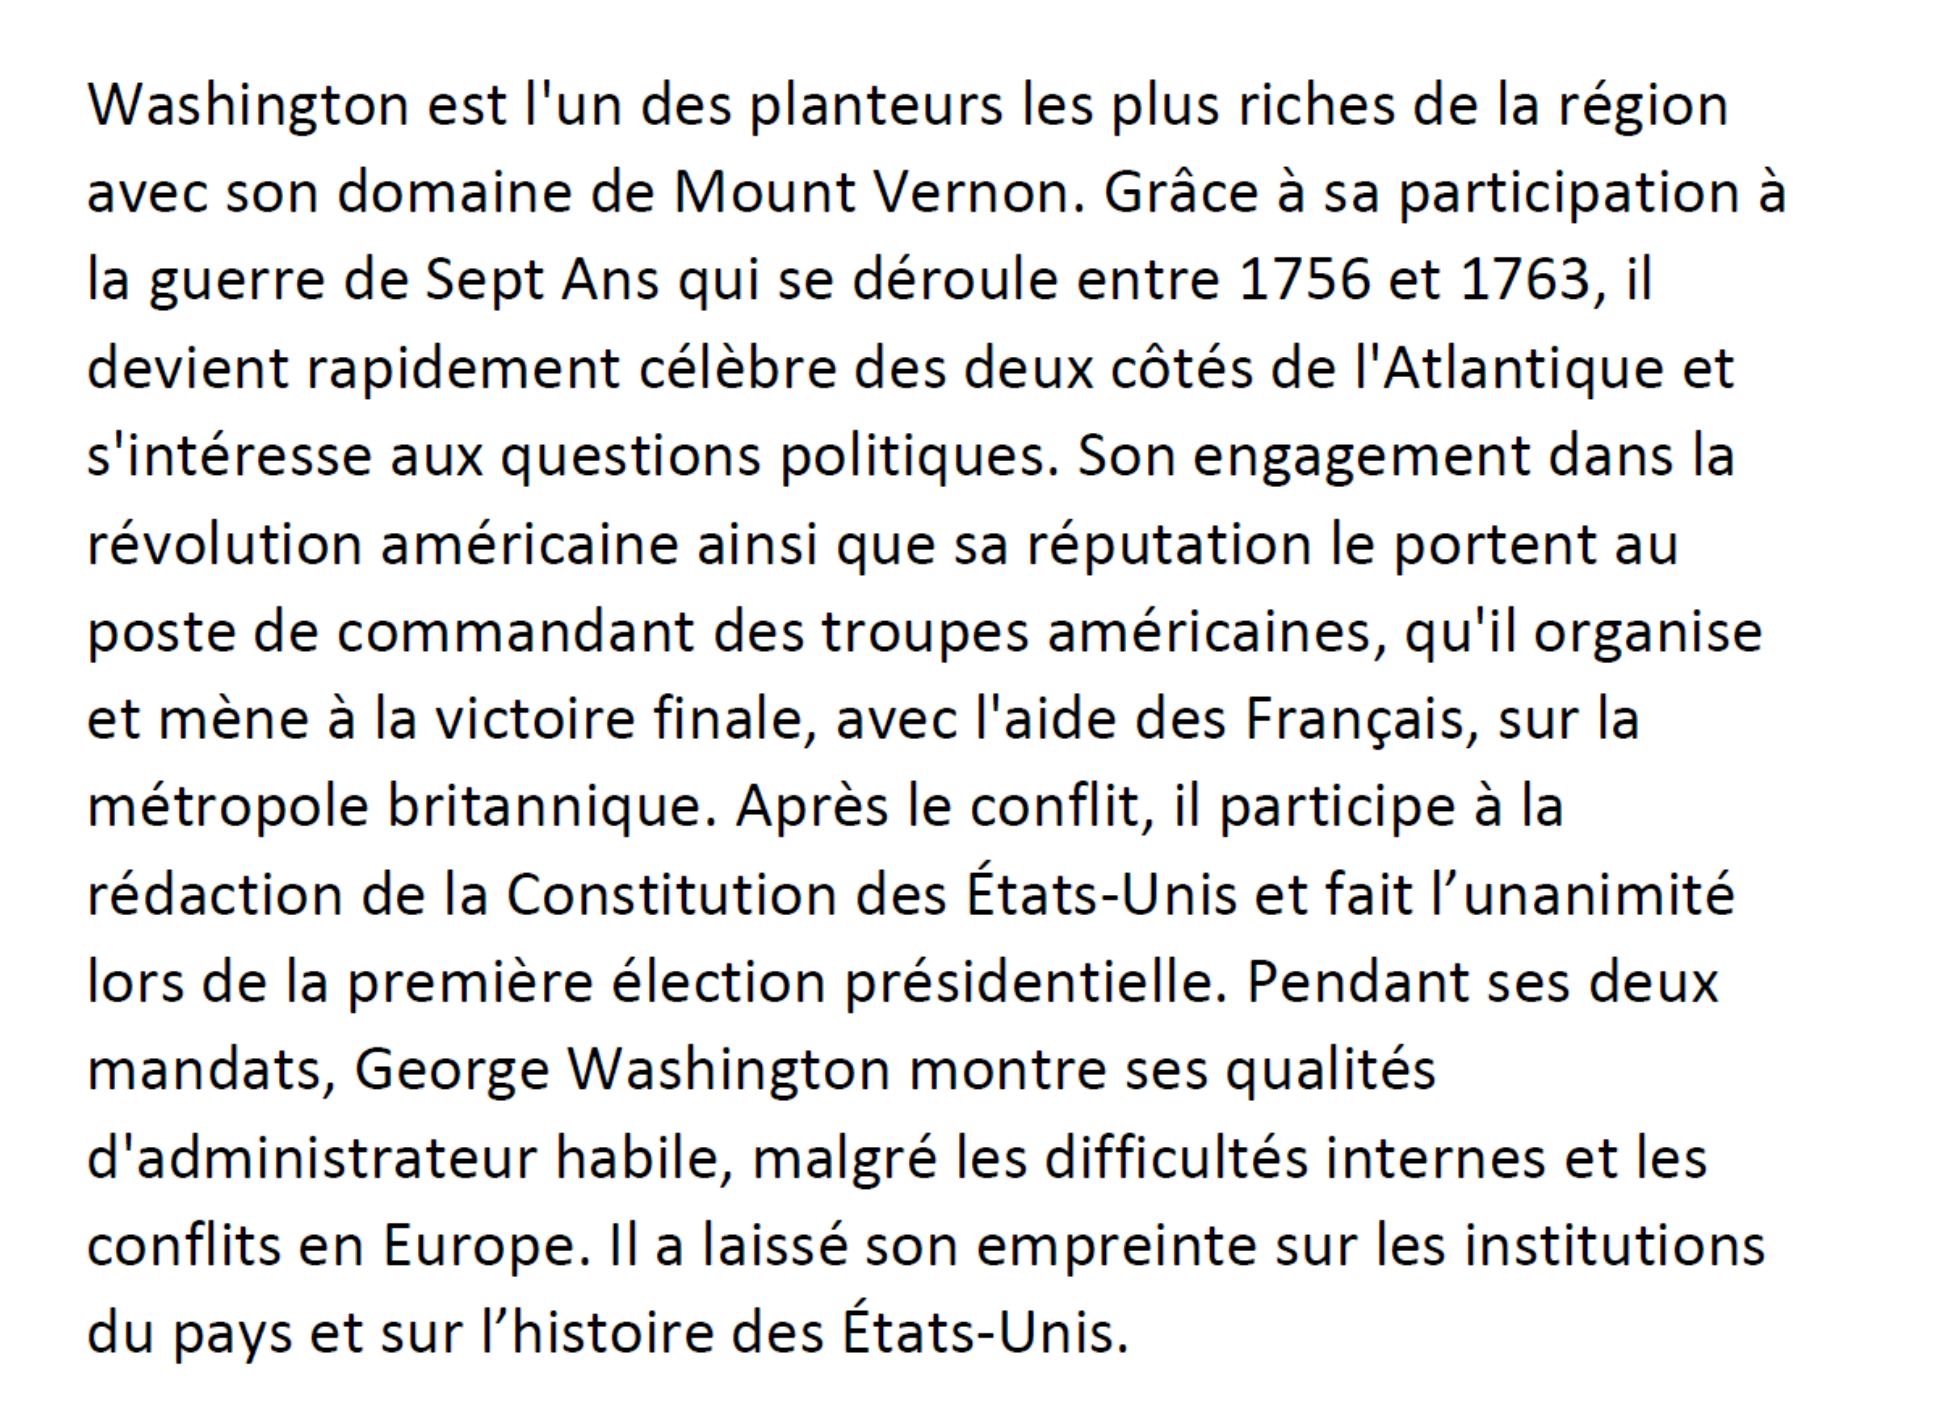 Washington est l'un des planteurs les plus riches de la région
avec son domaine de Mount Vernon. Grâce à sa participation à
la guerre de Sept Ans qui se déroule entre 1756 et 1763, il
devient rapidement célèbre des deux côtés de l'Atlantique et
s'intéresse aux questions politiques. Son engagement dans la
révolution américaine ainsi que sa réputation le portent au
poste de commandant des troupes américaines, qu'il organise
et mène à la victoire finale, avec l'aide des Français, sur la
métropole britannique. Après le conflit, il participe à la
rédaction de la Constitution des États-Unis et fait l’unanimité
lors de la première élection présidentielle. Pendant ses deux
mandats, George Washington montre ses qualités
d'administrateur habile, malgré les difficultés internes et les
conflits en Europe. Il a laissé son empreinte sur les institutions
du pays et sur l’histoire des États-Unis.